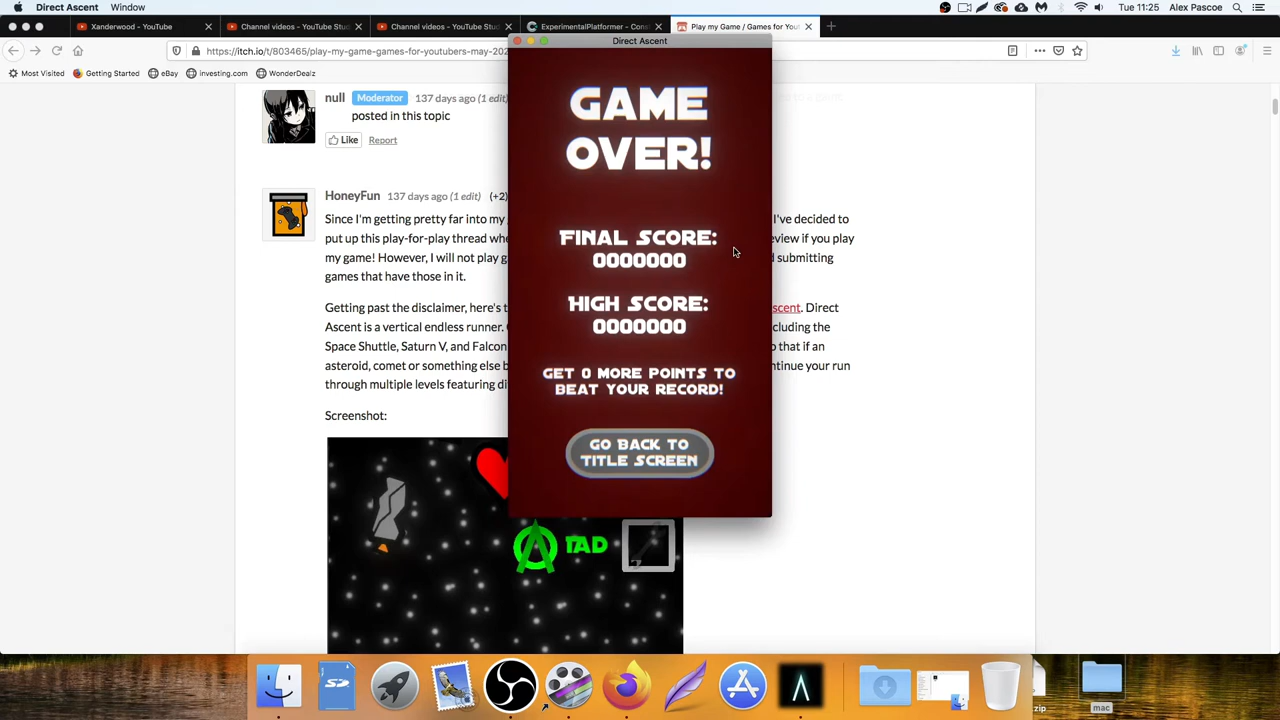 Direct Ascent Window
Tue 11:25 Alex Pascoe
Xanderwood - YouTube
Channel videos - YouTube Stu
Channel videos - YouTube S
ExperimentalPlatformer - Cons
Play my Game / Games for You
https://itch.io/t/803465/play-my-game-games-for-youtubers-may-202
Most Visited
Getting Started
eBay
investing.com
WonderDealz
Direct Ascent
GAME
OVER!
FINAL SCORE:
0000000
HIGH SCORE:
0000000
GET 0 MORE POINTS TO
BEAT YOUR RECORD!
GO BACK TO
TITLE SCREEN
null Moderator 137 days ago (1 edit)
posted in this topic
Like Report
HoneyFun 137 days ago (1 edit) (+2)
Since I'm getting pretty far into my I've decided to
put up this play-for-play thread whe eview if you play
my game! However, I will not play g submitting
games that have those in it.
Getting past the disclaimer, here's t scent. Direct
Ascent is a vertical endless runner. cluding the
Space Shuttle, Saturn V, and Falcon o that if an
asteroid, comet or something else b ntinue your run
through multiple levels featuring di
Screenshot:
TAD
SD
.zip
mac